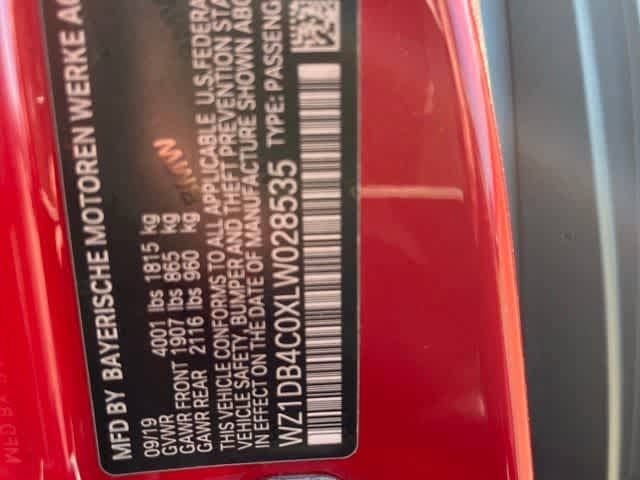 MFD BY BAYERISCHE MOTOREN WERKE AG
09/19
GVWR 4001 lbs 1815 kg
GAWR FRONT 1907 lbs 865 kg
GAWR REAR 2116 lbs 960 kg
BMW
THIS VEHICLE CONFORMS TO ALL APPLICABLE U.S. FEDERA
VEHICLE SAFETY, BUMPER AND THEFT PREVENTION STA
IN EFFECT ON THE DATE OF MANUFACTURE SHOWN ABO
WZ1DB4C0XLW028535 TYPE: PASSENG